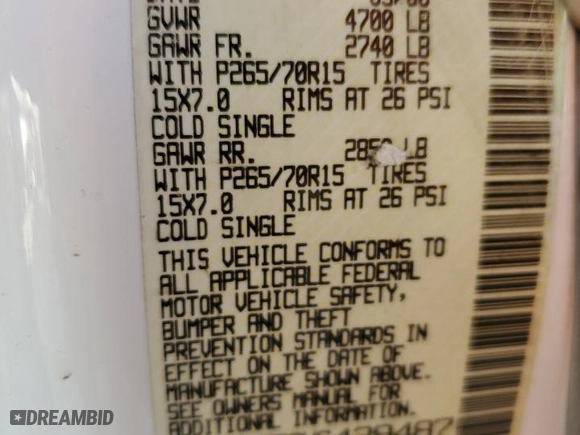 GVWR 4700 LB
GAWR FR. 2740 LB
WITH P265/70R15 TIRES
15X7.0 RIMS AT 26 PSI
COLD SINGLE
GAWR RR. LB
WITH P265/70R15 TIRES
15X7.0 RIMS AT 26 PSI
COLD SINGLE
THIS VEHICLE CONFORMS TO
ALL APPLICABLE FEDERAL
MOTOR VEHICLE SAFETY,
BUMPER AND THEFT
PREVENTION STANDARDS IN
EFFECT ON THE DATE OF
MANUFACTURE SHOWN ABOVE.
SEE OWNERS MANUAL FOR
ADDITIONAL INFORMATION
DREAMBID